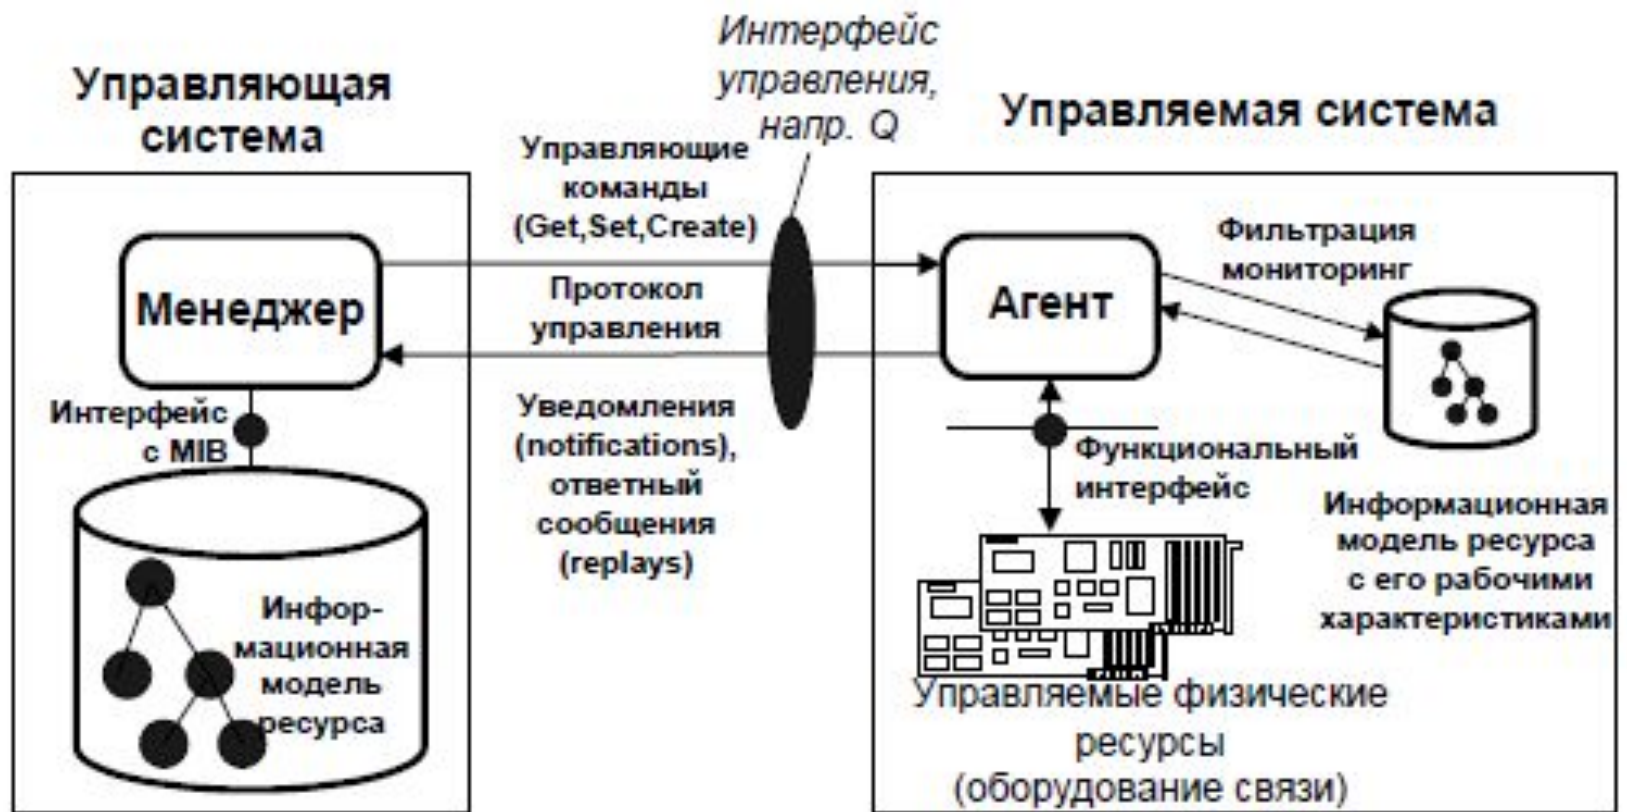 Управляющая
система
Интерфейс
управления,
напр. Q
Управляемая система
Управляющие
команды
(Get,Set,Create)
Менеджер
Протокол
управления
Агент
Фильтрация
мониторинг
Интерфейс
с MIB
Уведомления
(notifications),
ответный
сообщения
(replays)
Функциональный
интерфейс
Информационная
модель ресурса
с его рабочими
характеристиками
Инфор-
мационная
модель
ресурса
Управляемые физические
ресурсы
(оборудование связи)